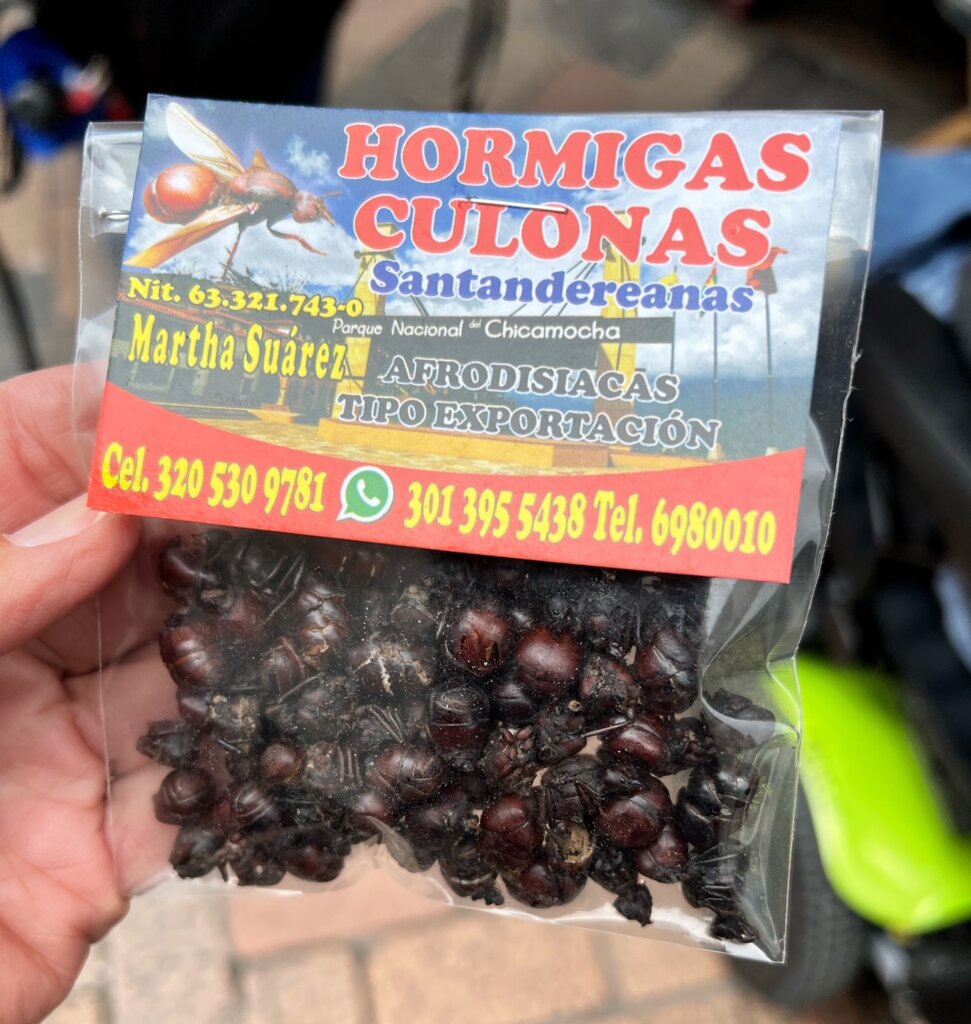 HORMIGAS
CULONAS
Santandereanas
Nit. 63.321.743-0
Parque Nacional del Chicamocha
Martha Suárez
AFRODISIACAS
TIPO EXPORTACIÓN
Cel. 320 530 9781 301 395 5438 Tel. 6980010